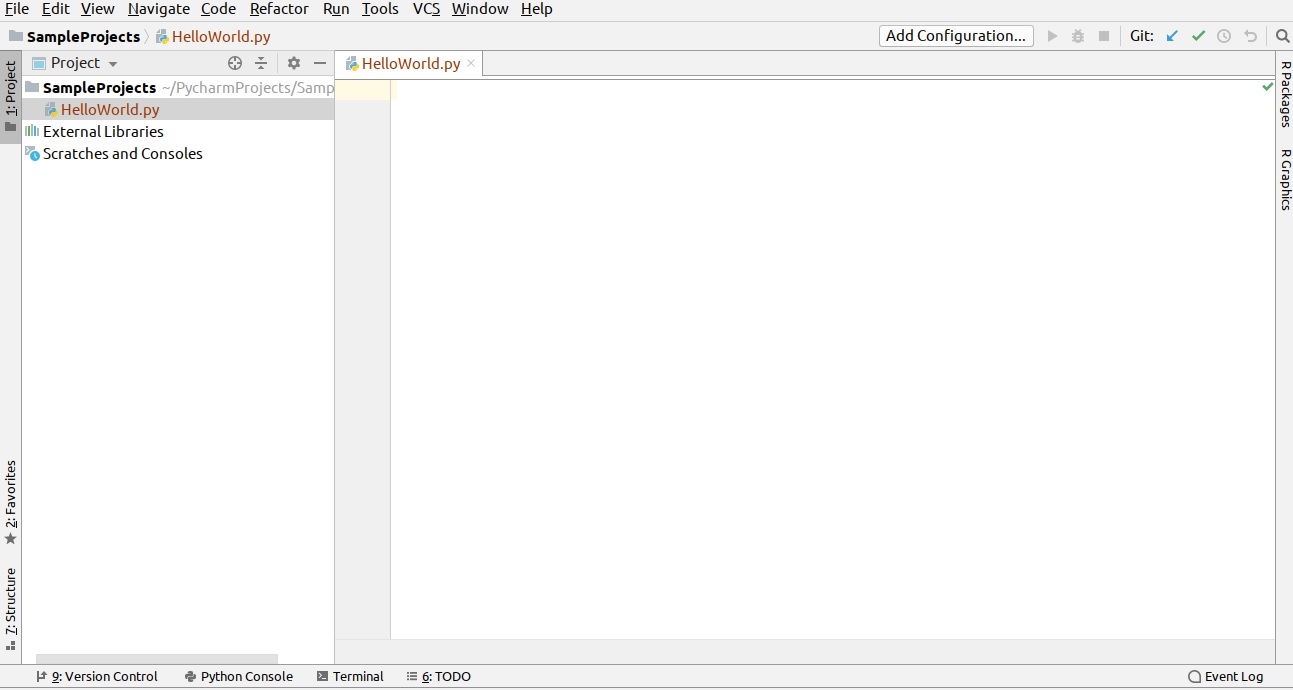 File Edit View Navigate Code Refactor Run Tools VCS Window Help
SampleProjects HelloWorld.py Add Configuration... Git:
1: Project
Project
HelloWorld.py
SampleProjects ~/PycharmProjects/Samp
HelloWorld.py
External Libraries
Scratches and Consoles
2: Favorites
7: Structure
R Packages
R Graphics
9: Version Control Python Console Terminal 6: TODO Event Log